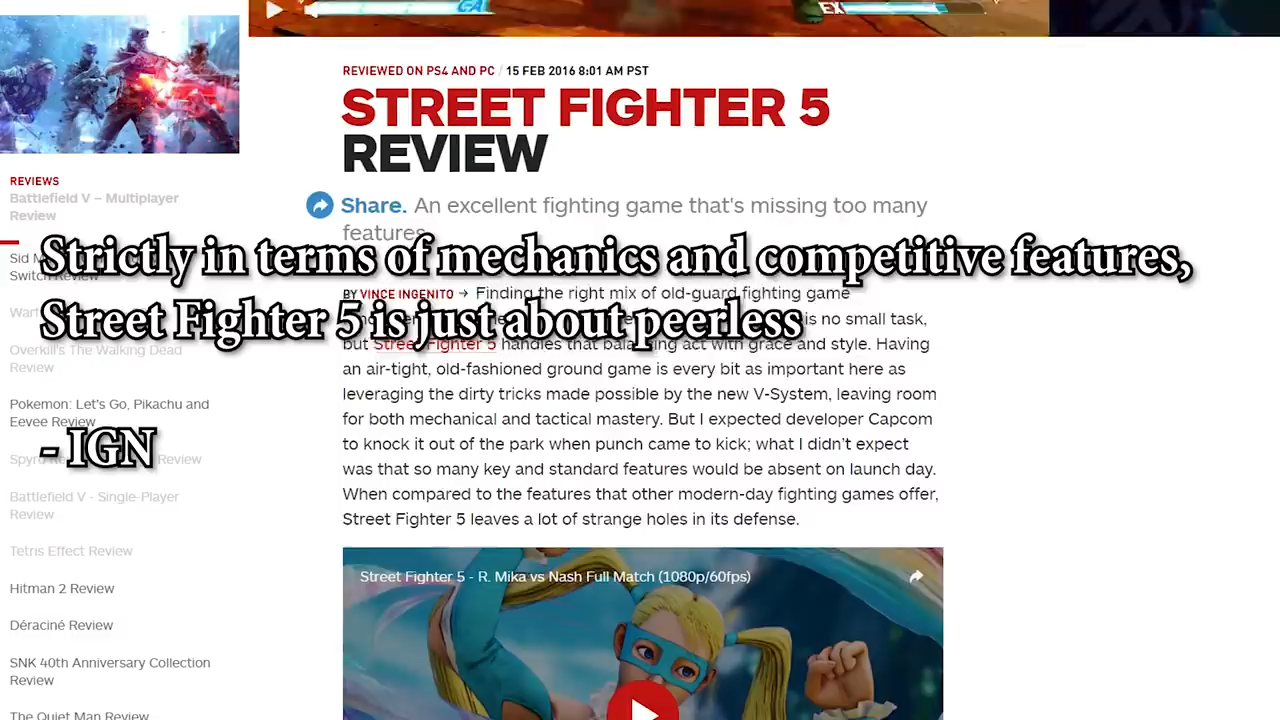 GA
EX
REVIEWED ON PS4 AND PC / 15 FEB 2016 8:01 AM PST
STREET FIGHTER 5
REVIEW
Share. An excellent fighting game that's missing too many
features.
Strictly in terms of mechanics and competitive features,
Street Fighter 5 is just about peerless
- IGN
BY VINCE INGENITO → Finding the right mix of old-guard fighting game
is no small task,
but Street Fighter 5 handles that balancing act with grace and style. Having
an air-tight, old-fashioned ground game is every bit as important here as
leveraging the dirty tricks made possible by the new V-System, leaving room
for both mechanical and tactical mastery. But I expected developer Capcom
to knock it out of the park when punch came to kick; what I didn't expect
was that so many key and standard features would be absent on launch day.
When compared to the features that other modern-day fighting games offer,
Street Fighter 5 leaves a lot of strange holes in its defense.
Street Fighter 5 - R. Mika vs Nash Full Match (1080p/60fps)
REVIEWS
Battlefield V – Multiplayer
Review
Sid
Switch Review
Overkill's The Walking Dead
Review
Pokemon: Let's Go, Pikachu and
Eevee Review
Review
Battlefield V - Single-Player
Review
Tetris Effect Review
Hitman 2 Review
Déraciné Review
SNK 40th Anniversary Collection
Review
The Quiet Man Review